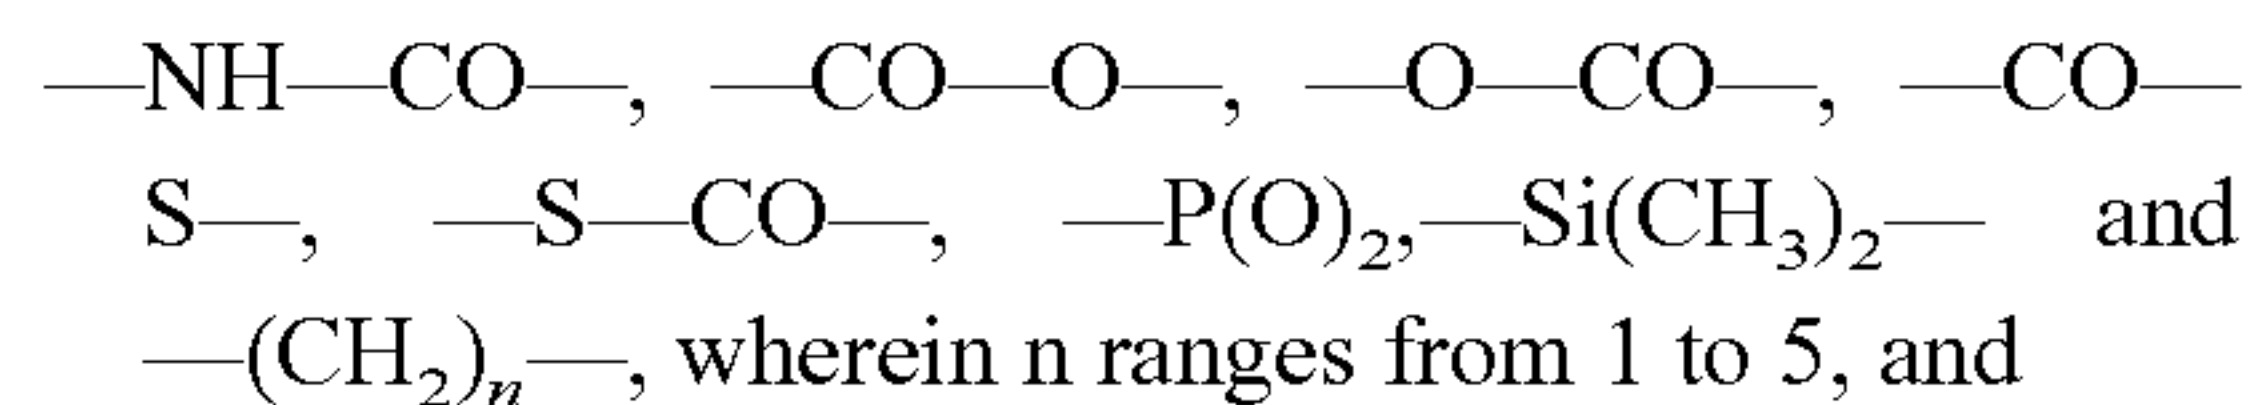 —NH—CO—, —CO—O—, —O—CO—, —CO—
S—, —S—CO—, —P(O)₂,—Si(CH₃)₂— and
—(CH₂)ₙ—, wherein n ranges from 1 to 5, and